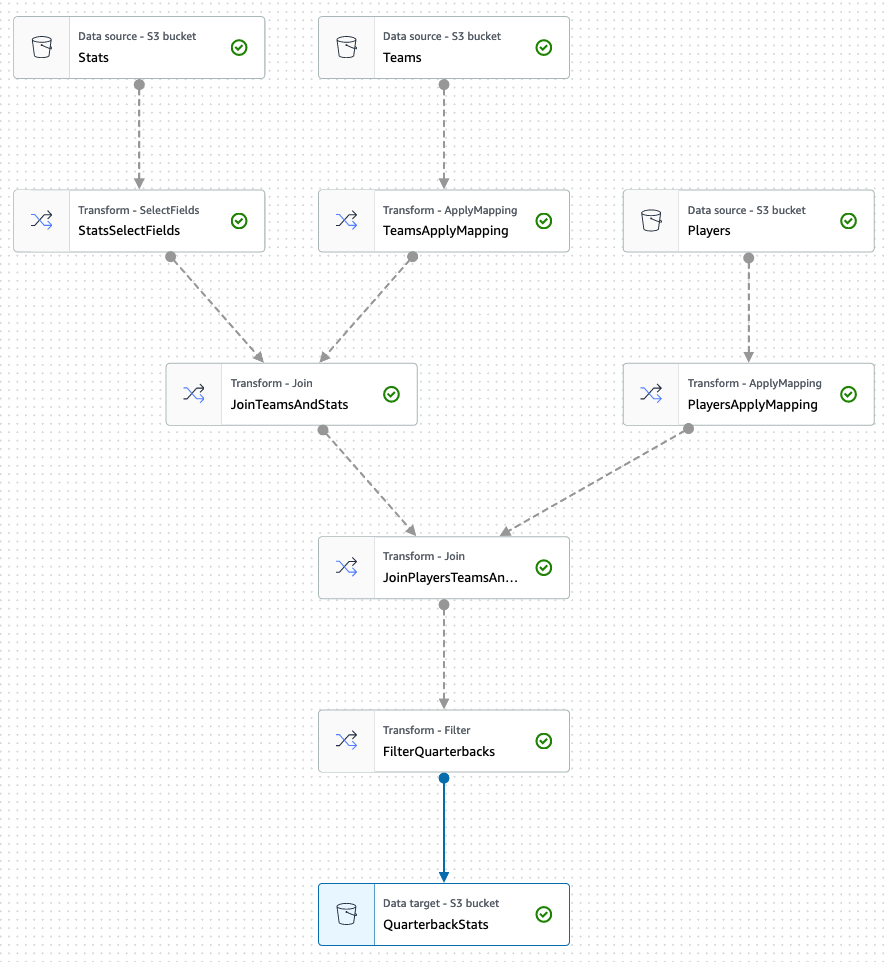 Data source - S3 bucket
Stats
Data source - S3 bucket
Teams
Transform - SelectFields
StatsSelectFields
Transform - ApplyMapping
TeamsApplyMapping
Data source - S3 bucket
Players
Transform - Join
JoinTeamsAndStats
Transform - ApplyMapping
PlayersApplyMapping
Transform - Join
JoinPlayersTeamsAn...
Transform - Filter
FilterQuarterbacks
Data target - S3 bucket
QuarterbackStats